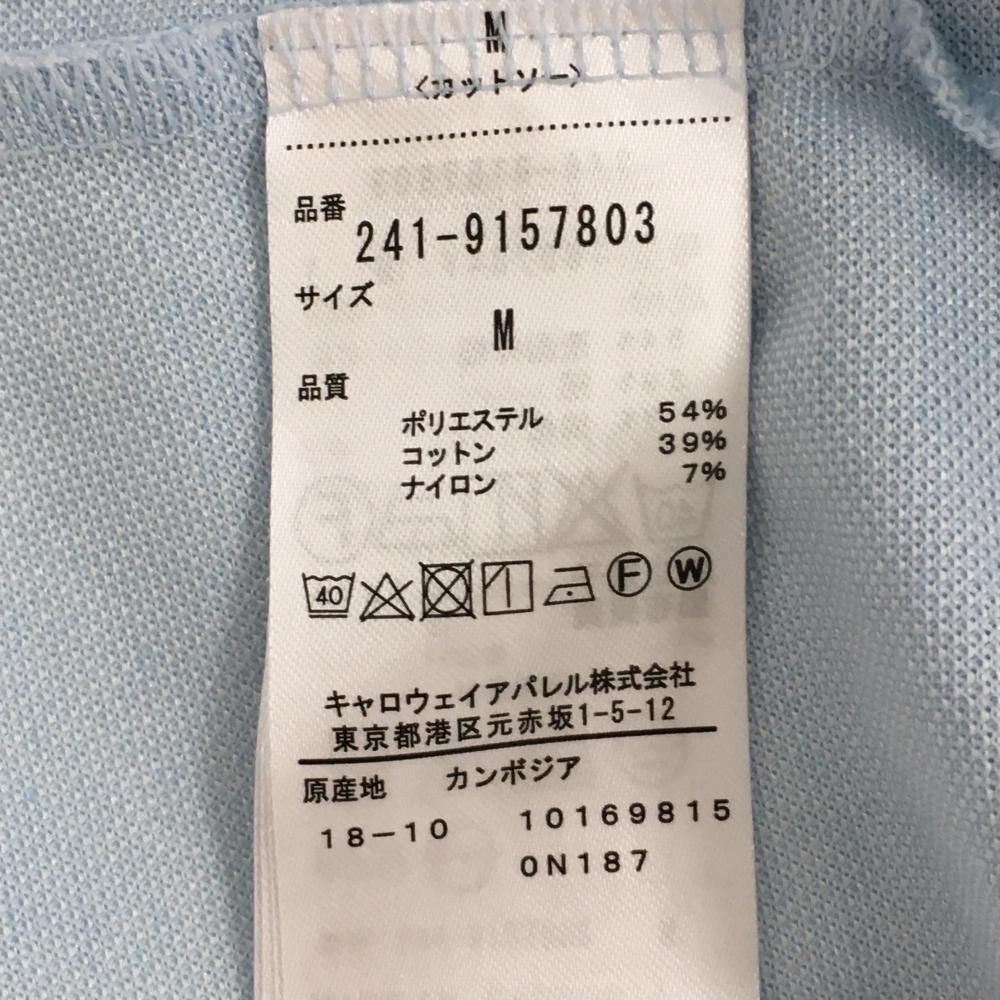 M
<カットソー>
品番
241-9157803
サイズ
M
品質
ポリエステル 54%
コットン 39%
ナイロン 7%
40 F W
キャロウェイアパレル株式会社
東京都港区元赤坂1-5-12
原産地 カンボジア
18-10 10169815
0N187